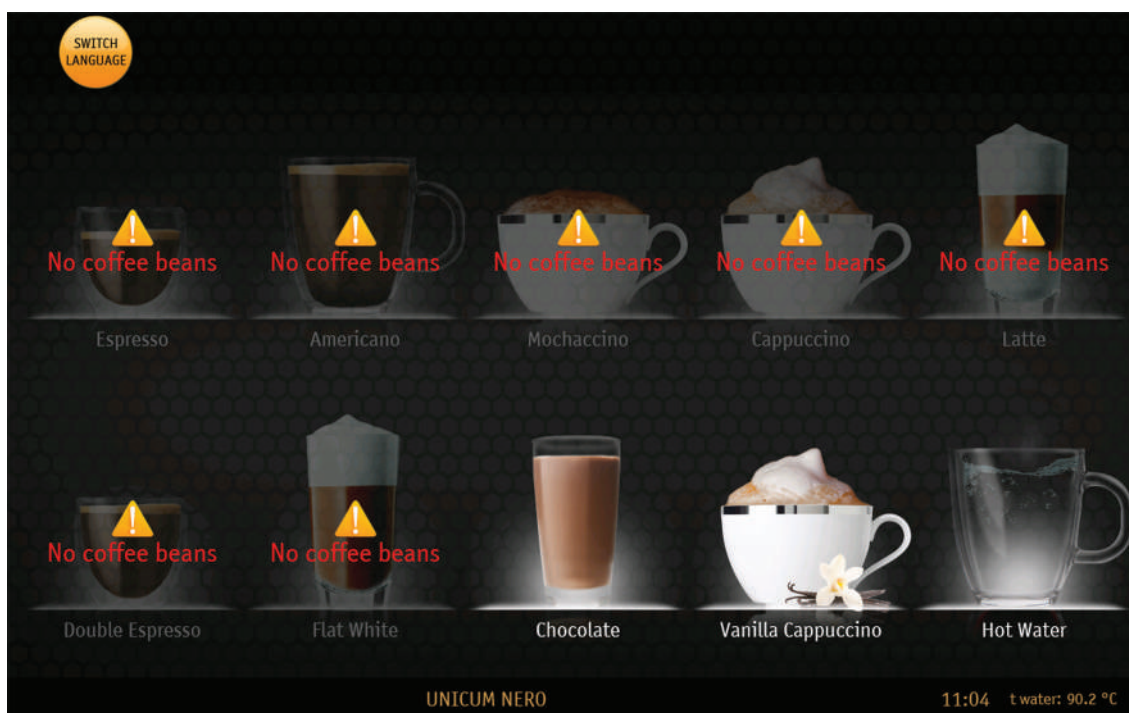 SWITCH
LANGUAGE
No coffee beans No coffee beans No coffee beans No coffee beans No coffee beans
Espresso Americano Mochaccino Cappuccino Latte
No coffee beans No coffee beans
Double Espresso Flat White Chocolate Vanilla Cappuccino Hot Water
UNICUM NERO 11:04 t water: 90.2 °C